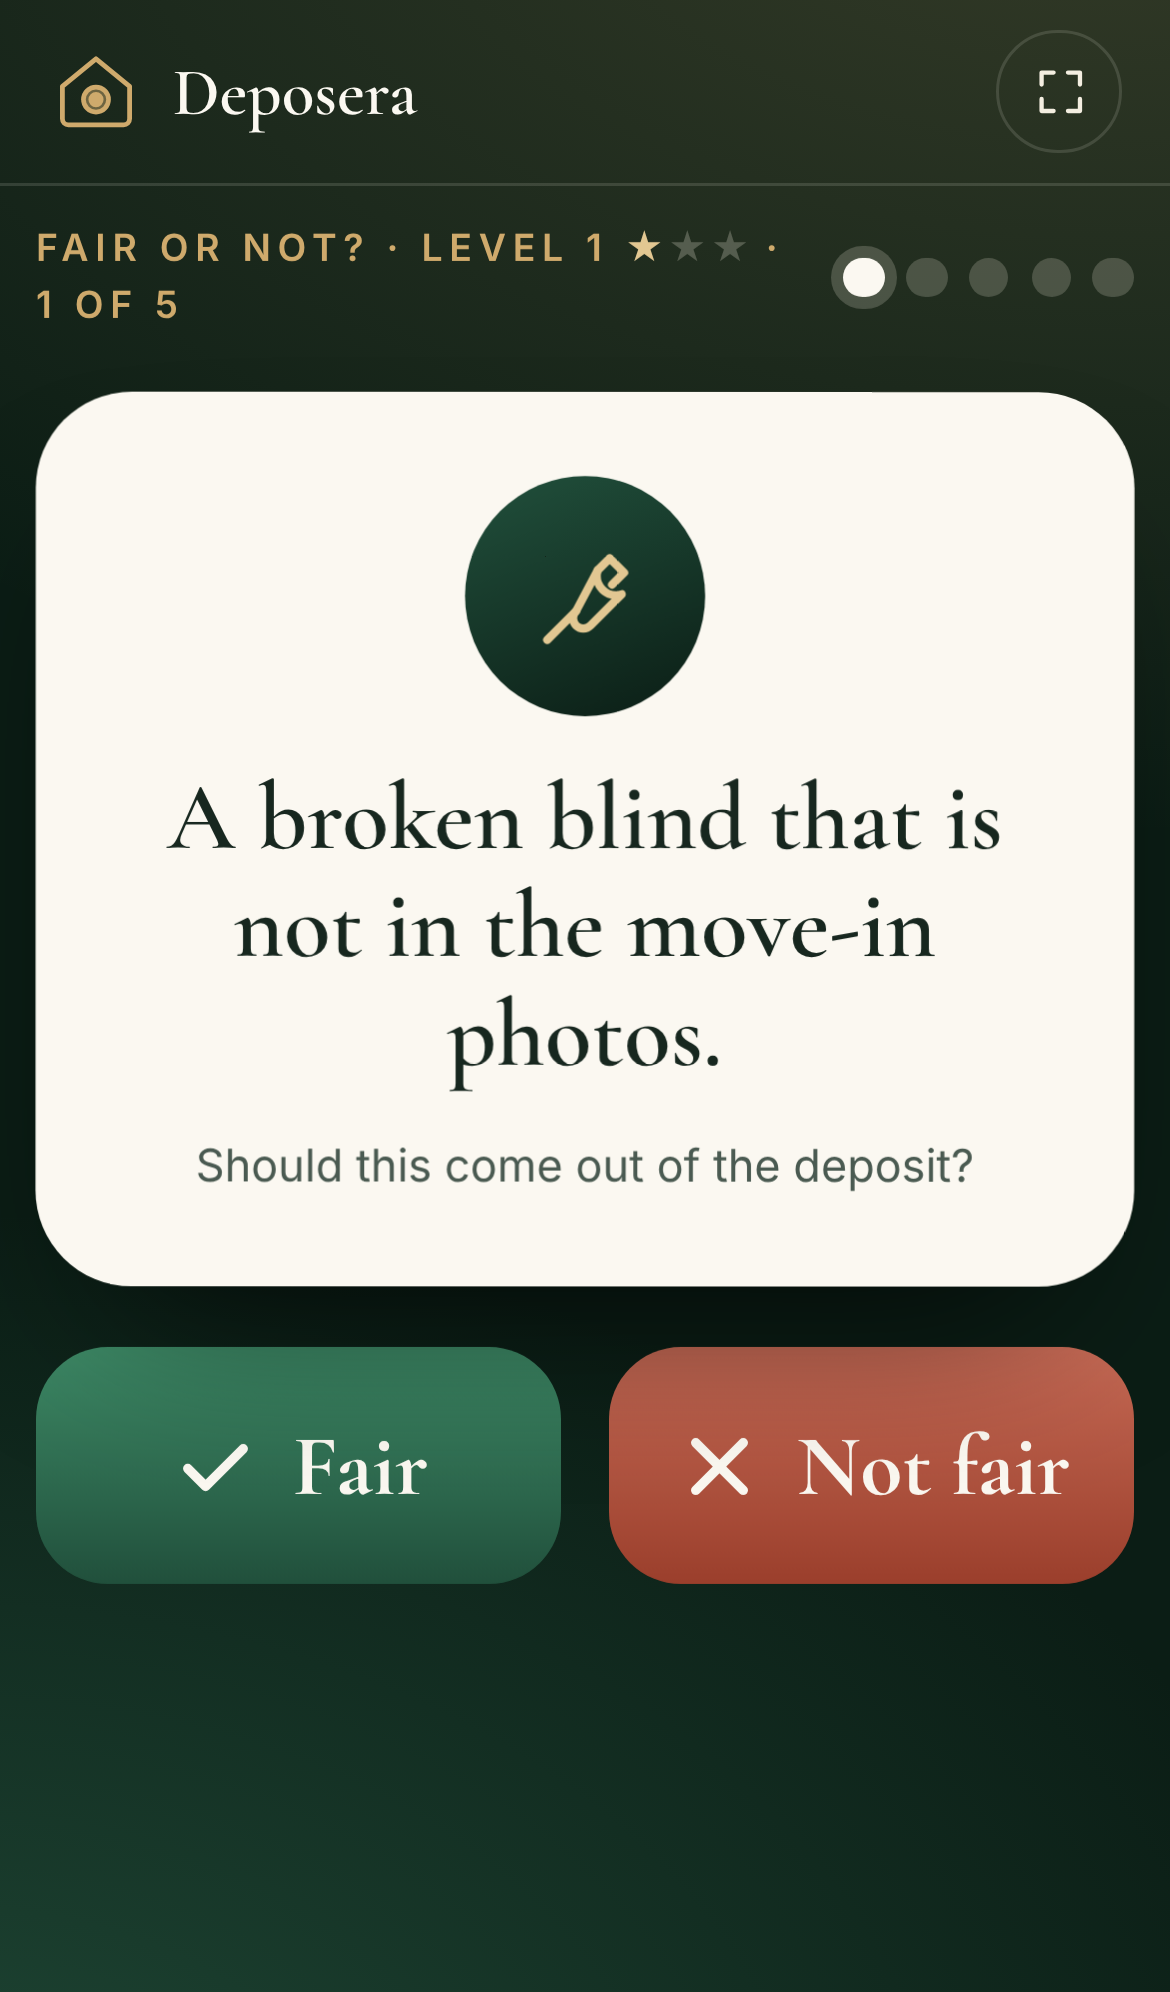 Deposera
FAIR OR NOT? · LEVEL 1 ★★★ ·
1 OF 5
A broken blind that is
not in the move-in
photos.
Should this come out of the deposit?
Fair
Not fair